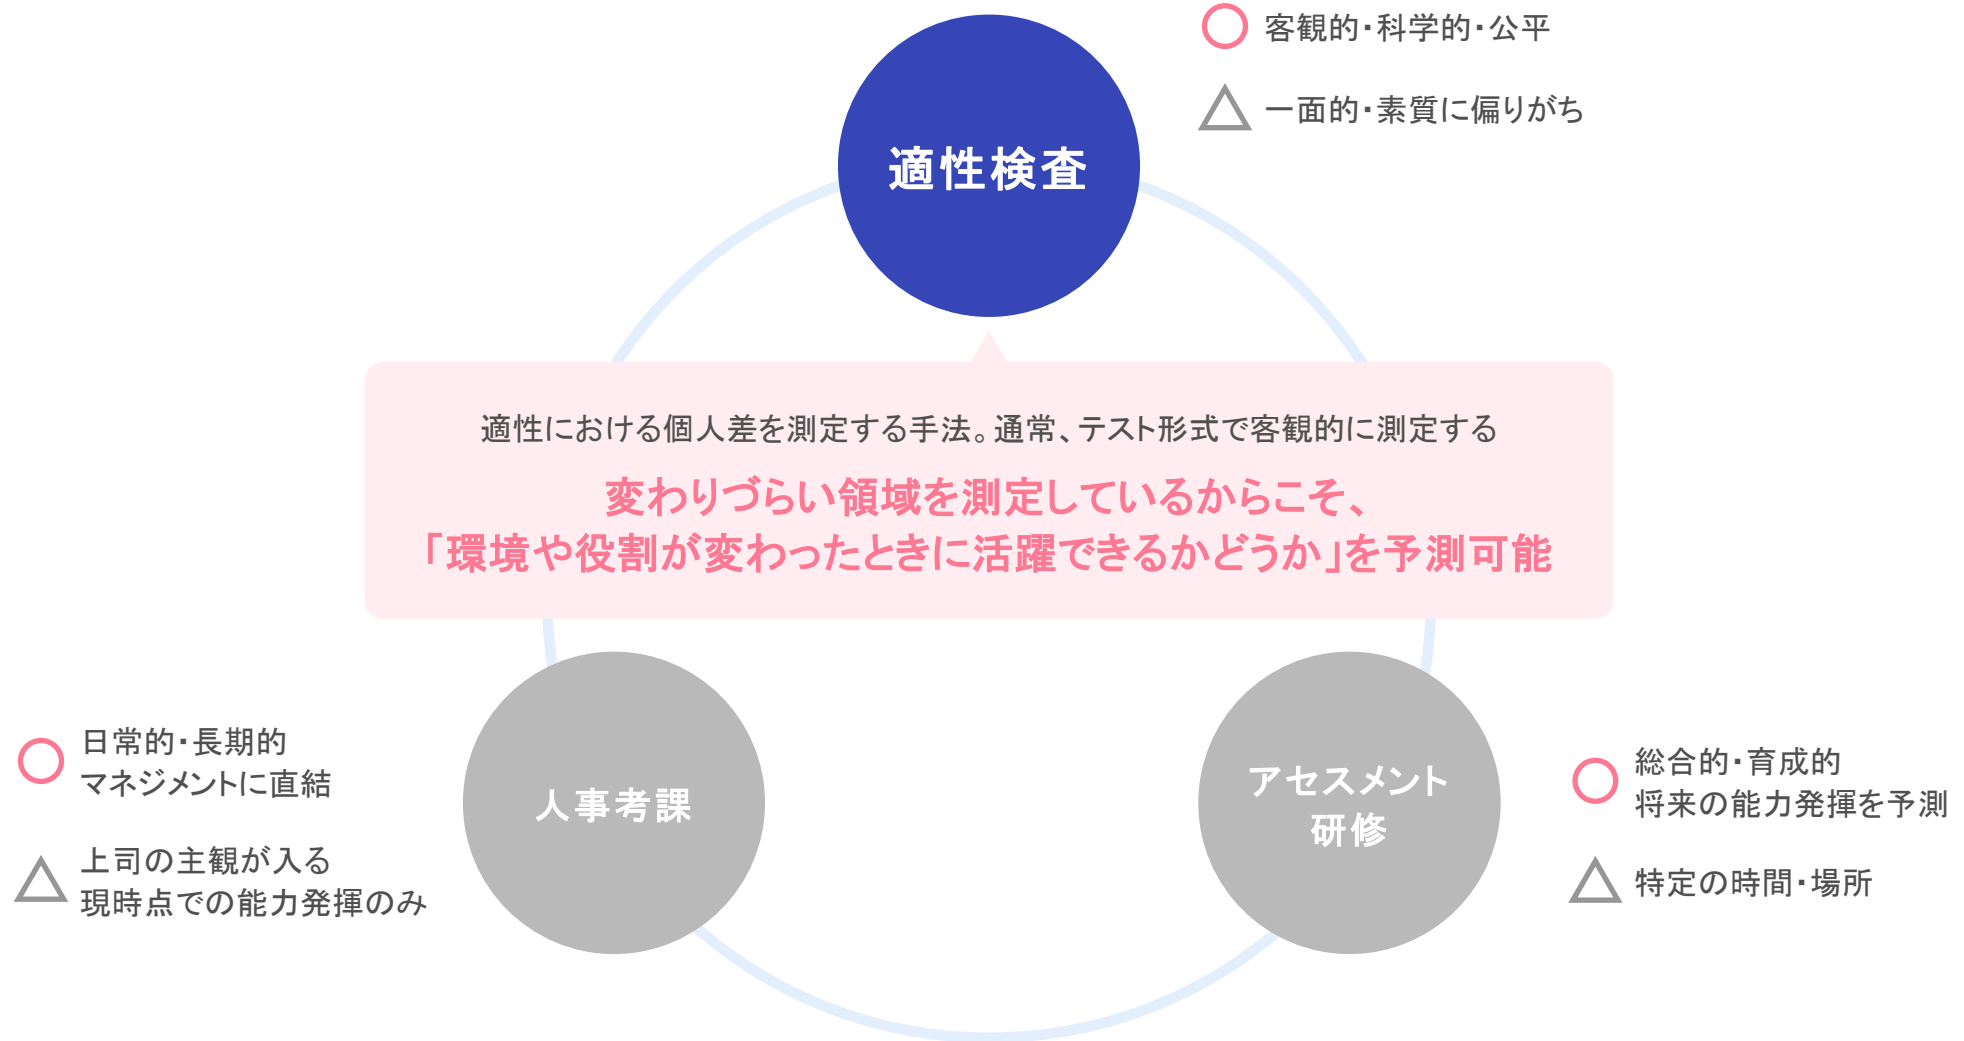 客観的・科学的・公平
一面的・素質に偏りがち
適性検査
適性における個人差を測定する手法。通常、テスト形式で客観的に測定する
変わりづらい領域を測定しているからこそ、
「環境や役割が変わったときに活躍できるかどうか」を予測可能
日常的・長期的
マネジメントに直結
上司の主観が入る
現時点での能力発揮のみ
人事考課
アセスメント
研修
総合的・育成的
将来の能力発揮を予測
特定の時間・場所